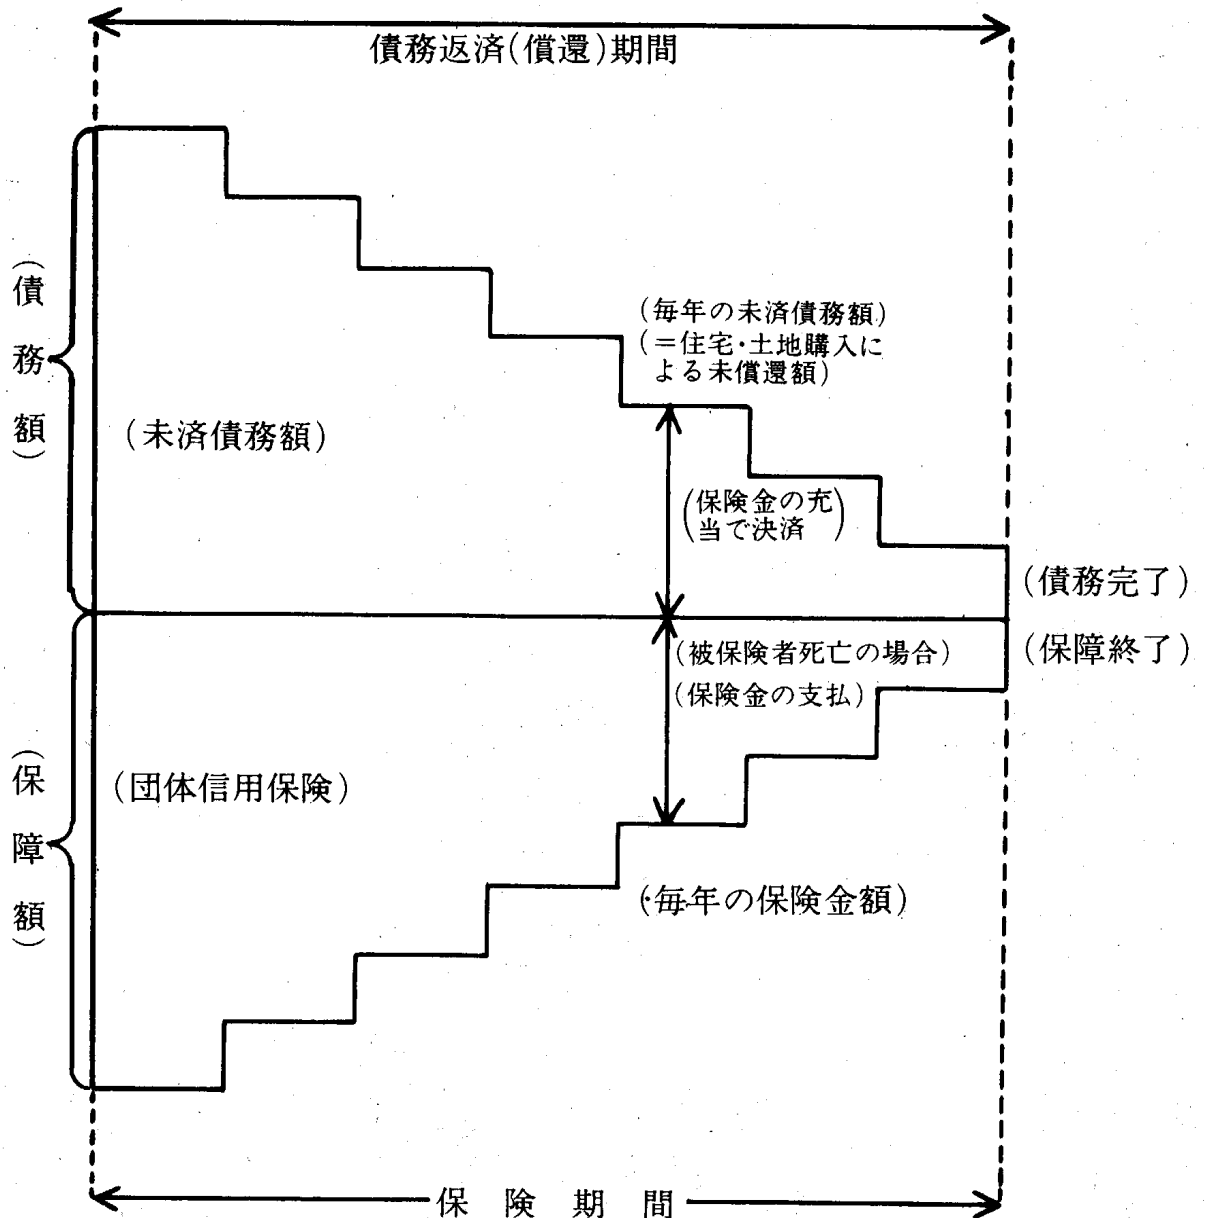 債務返済(償還)期間
(債務額)
(毎年の未済債務額)
(=住宅・土地購入に
よる未償還額)
(未済債務額)
(保険金の充
当で決済)
(債務完了)
(被保険者死亡の場合)
(保障終了)
(保険金の支払)
(団体信用保険)
(保障額)
(毎年の保険金額)
保険期間